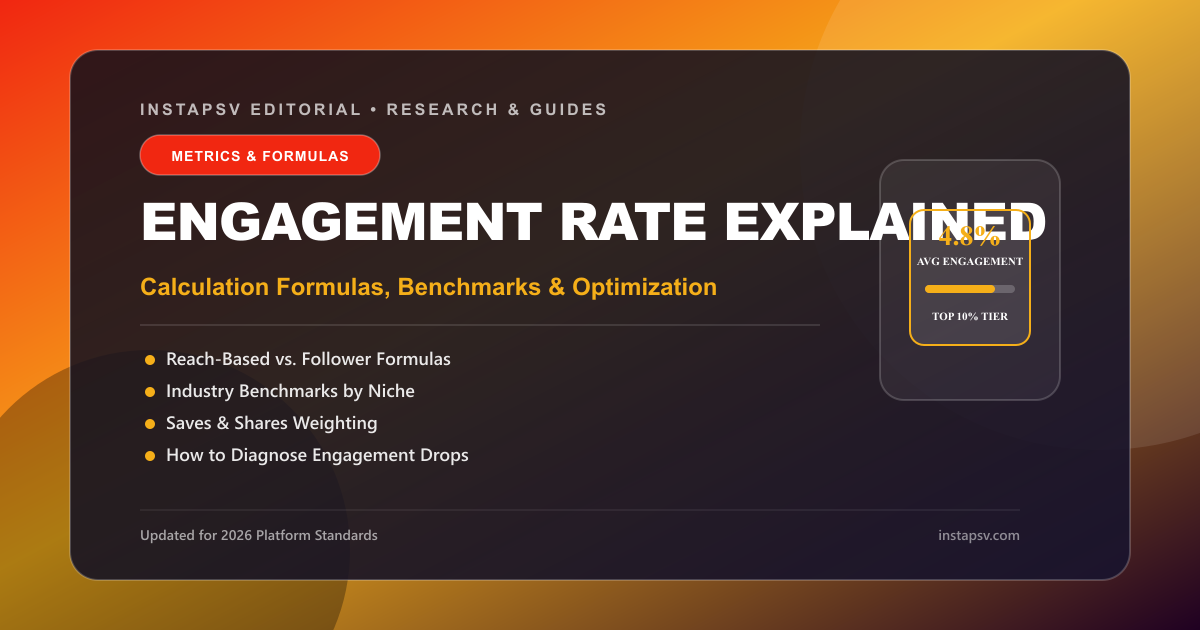 INSTAPSV EDITORIAL • RESEARCH & GUIDES
METRICS & FORMULAS
ENGAGEMENT RATE EXPLAINED
4.8%
AVG ENGAGEMENT
TOP 10% TIER
Calculation Formulas, Benchmarks & Optimization
Reach-Based vs. Follower Formulas
Industry Benchmarks by Niche
Saves & Shares Weighting
How to Diagnose Engagement Drops
Updated for 2026 Platform Standards
instapsv.com